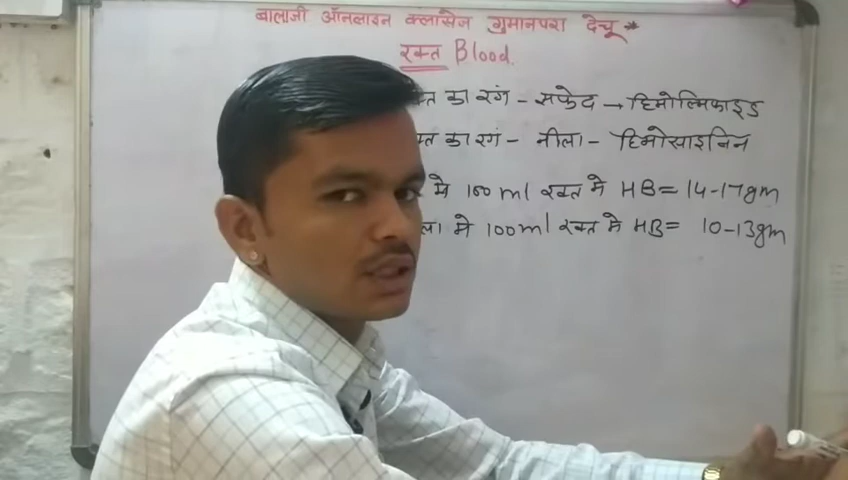 बालाजी ऑनलाइन क्लासेज गुमानपुरा देचू *
रक्त Blood.
का रंग - सफेद → हिमोल्मिफाइड
का रंग - नीला - हिमोसाइनिन
मे 100 ml रक्त मे HB = 14-17gm
ला मे 100ml रक्त मे HB = 10-13gm